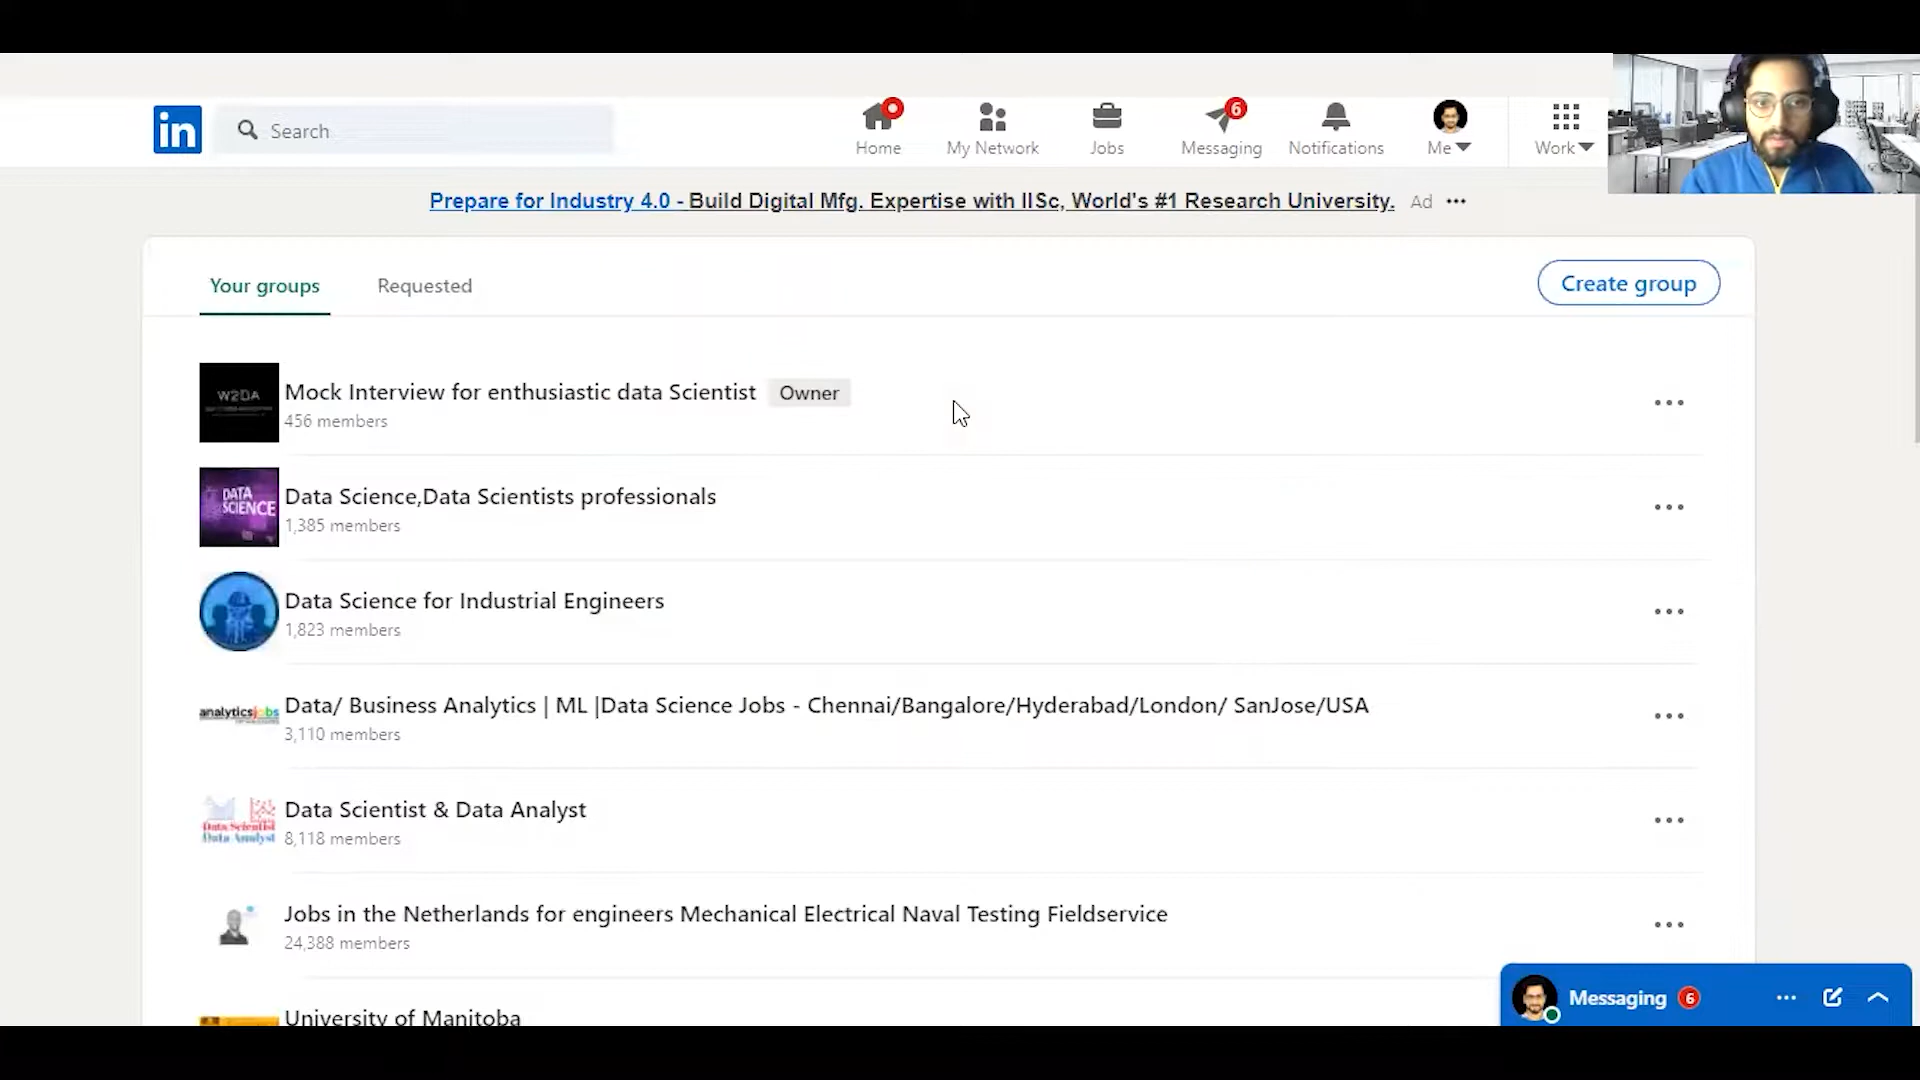 in
Search
Home
My Network
Jobs
6
Messaging
Notifications
Me
Work
Prepare for Industry 4.0 - Build Digital Mfg. Expertise with IISc, World's #1 Research University. Ad
Your groups
Requested
Create group
W2DA
Mock Interview for enthusiastic data Scientist Owner
456 members
DATA
SCIENCE
Data Science,Data Scientists professionals
1,385 members
Data Science for Industrial Engineers
1,823 members
analyticsjobs
Data/ Business Analytics | ML |Data Science Jobs - Chennai/Bangalore/Hyderabad/London/ SanJose/USA
3,110 members
Data Scientist
Data Analyst
Data Scientist & Data Analyst
8,118 members
Jobs in the Netherlands for engineers Mechanical Electrical Naval Testing Fieldservice
24,388 members
University of Manitoba
Messaging 6